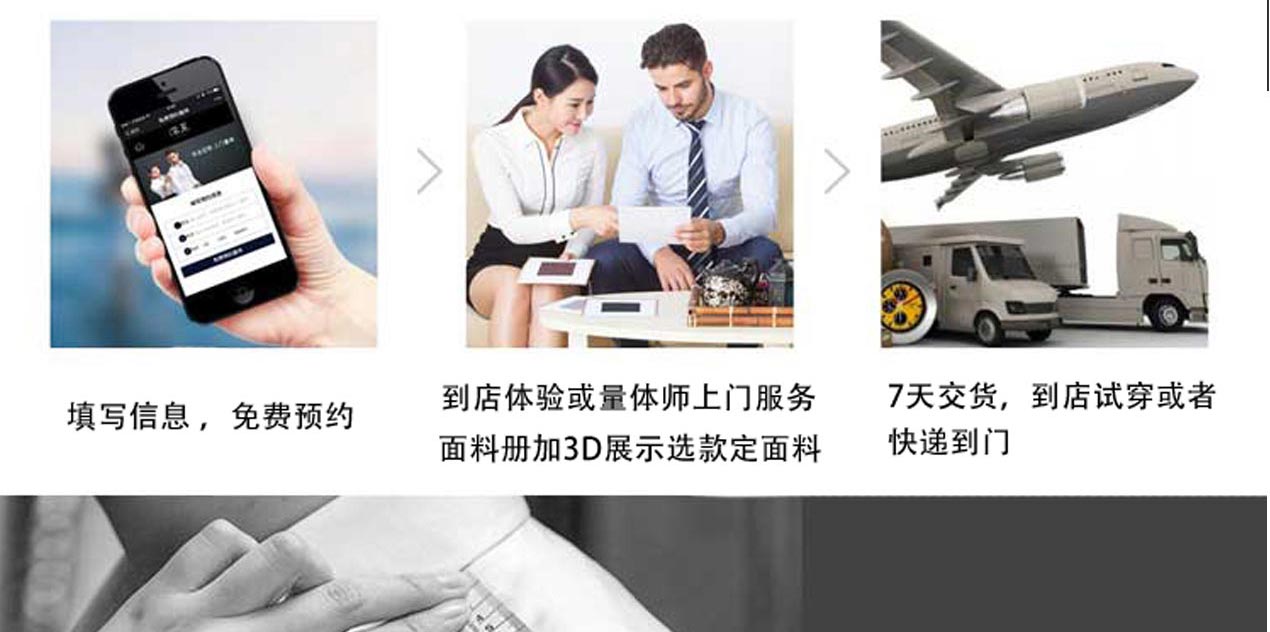 填写信息，免费预约
到店体验或量体师上门服务
面料册加3D展示选款定面料
7天交货，到店试穿或者
快递到门